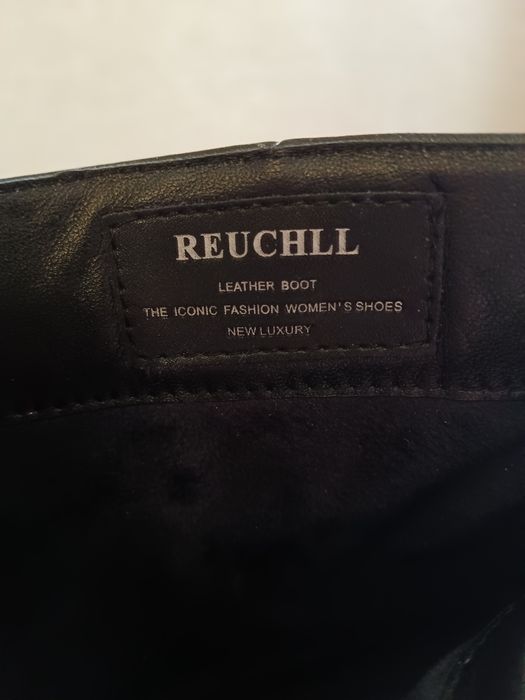 REUCHLL
LEATHER BOOT
THE ICONIC FASHION WOMEN'S SHOES
NEW LUXURY